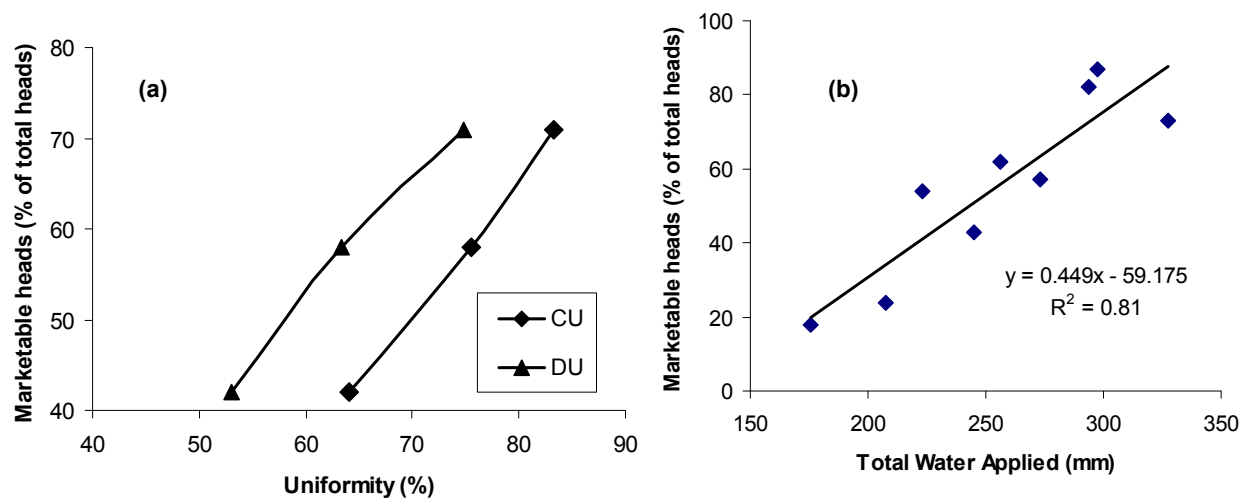 (a)
Marketable heads (% of total heads)
80
70
60
50
40
40 50 60 70 80 90
Uniformity (%)
CU
DU
(b)
Marketable heads (% of total heads)
100
80
60
40
20
0
150 200 250 300 350
Total Water Applied (mm)
y = 0.449x - 59.175
R² = 0.81